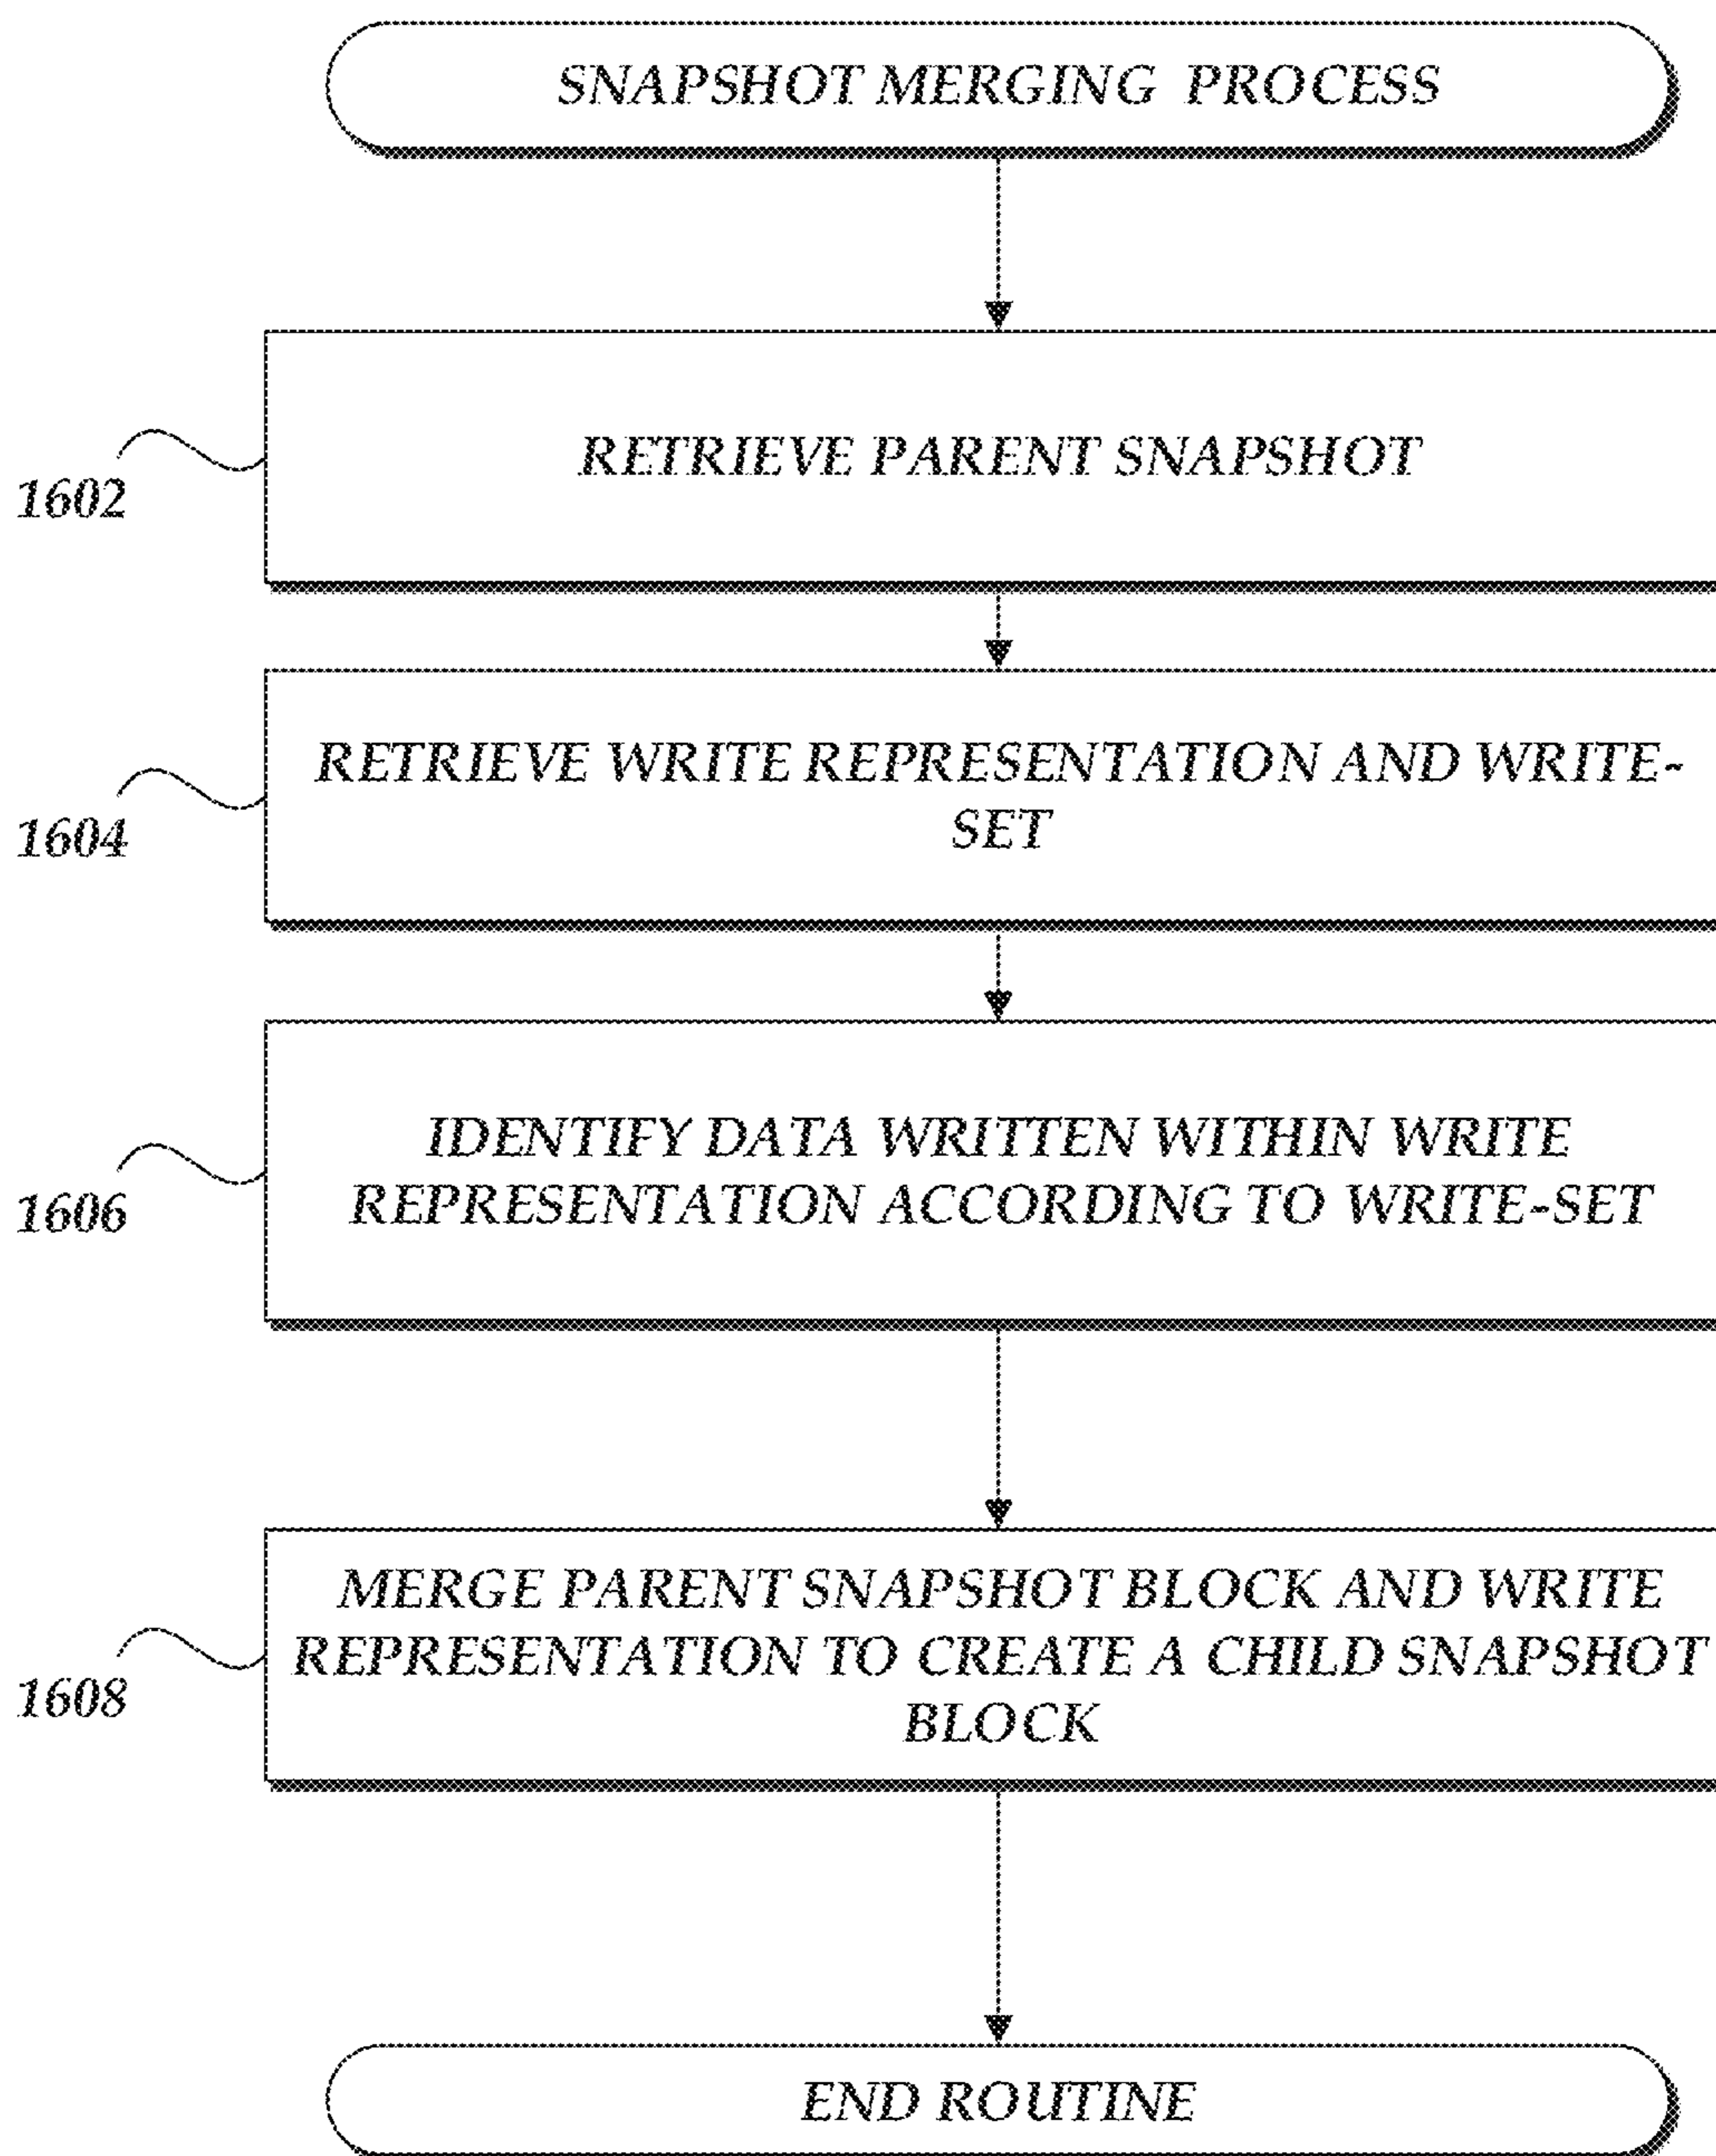 SNAPSHOT MERGING PROCESS
RETRIEVE PARENT SNAPSHOT
1602
RETRIEVE WRITE REPRESENTATION AND WRITE-
SET
1604
IDENTIFY DATA WRITTEN WITHIN WRITE
REPRESENTATION ACCORDING TO WRITE-SET
1606
MERGE PARENT SNAPSHOT BLOCK AND WRITE
REPRESENTATION TO CREATE A CHILD SNAPSHOT
BLOCK
1608
END ROUTINE